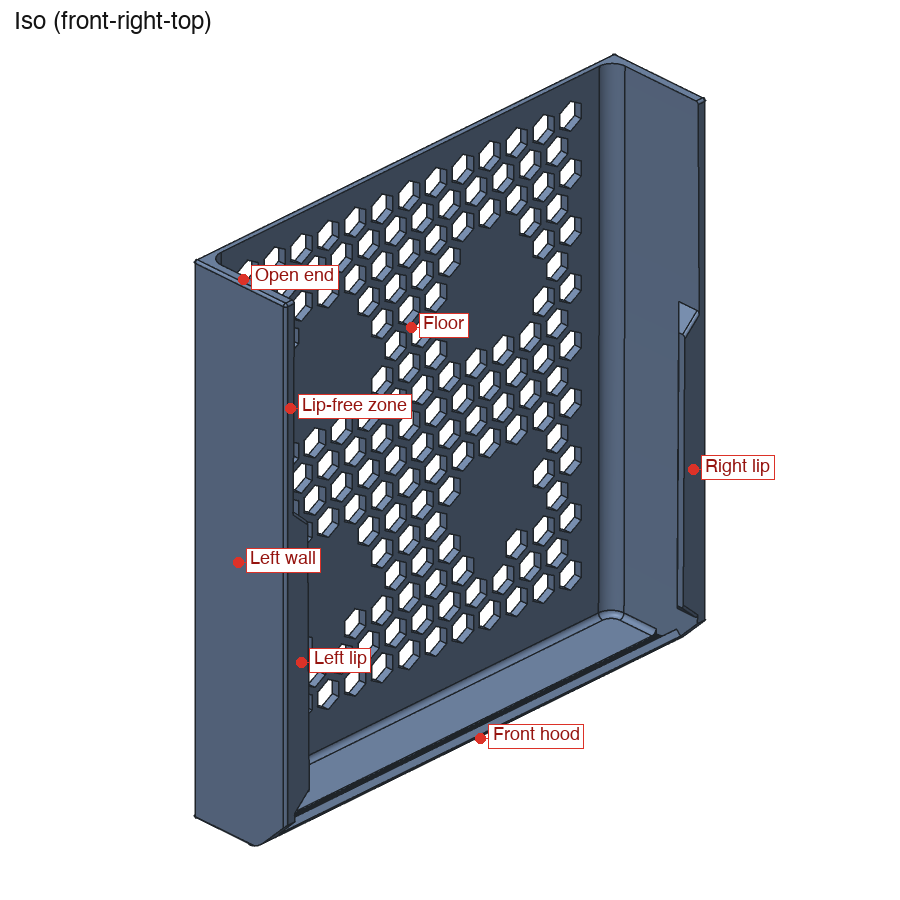 Iso (front-right-top)
Open end
Floor
Lip-free zone
Right lip
Left wall
Left lip
Front hood